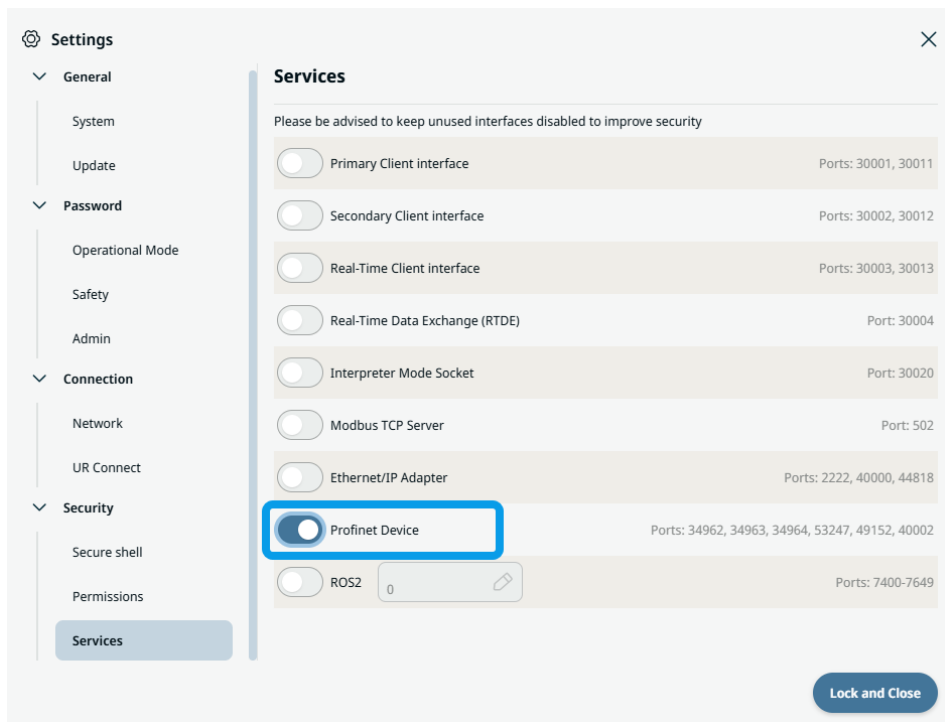 Settings
General
System
Update
Password
Operational Mode
Safety
Admin
Connection
Network
UR Connect
Security
Secure shell
Permissions
Services
Services
Please be advised to keep unused interfaces disabled to improve security
Primary Client interface Ports: 30001, 30011
Secondary Client interface Ports: 30002, 30012
Real-Time Client interface Ports: 30003, 30013
Real-Time Data Exchange (RTDE) Port: 30004
Interpreter Mode Socket Port: 30020
Modbus TCP Server Port: 502
Ethernet/IP Adapter Ports: 2222, 40000, 44818
Profinet Device Ports: 34962, 34963, 34964, 53247, 49152, 40002
ROS2 0 Ports: 7400-7649
Lock and Close